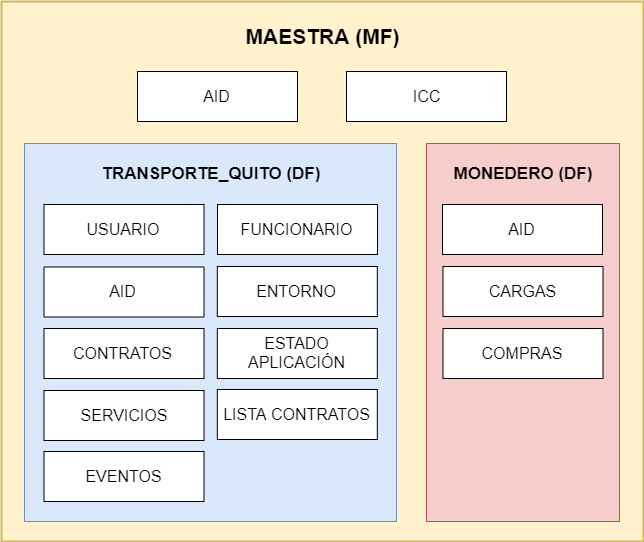 MAESTRA (MF)
AID
ICC
TRANSPORTE_QUITO (DF)
USUARIO
FUNCIONARIO
AID
ENTORNO
CONTRATOS
ESTADO
APLICACIÓN
SERVICIOS
LISTA CONTRATOS
EVENTOS
MONEDERO (DF)
AID
CARGAS
COMPRAS